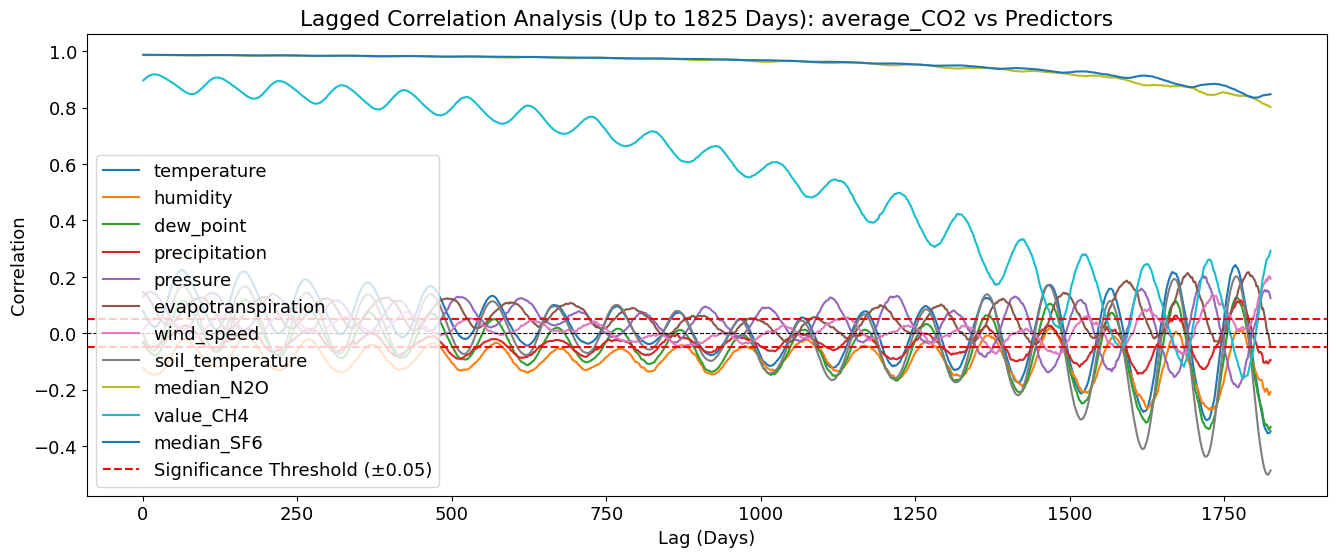 Lagged Correlation Analysis (Up to 1825 Days): average_CO2 vs Predictors
Correlation
1.0
0.8
0.6
0.4
0.2
0.0
−0.2
−0.4
temperature
humidity
dew_point
precipitation
pressure
evapotranspiration
wind_speed
soil_temperature
median_N2O
value_CH4
median_SF6
Significance Threshold (±0.05)
0 250 500 750 1000 1250 1500 1750
Lag (Days)